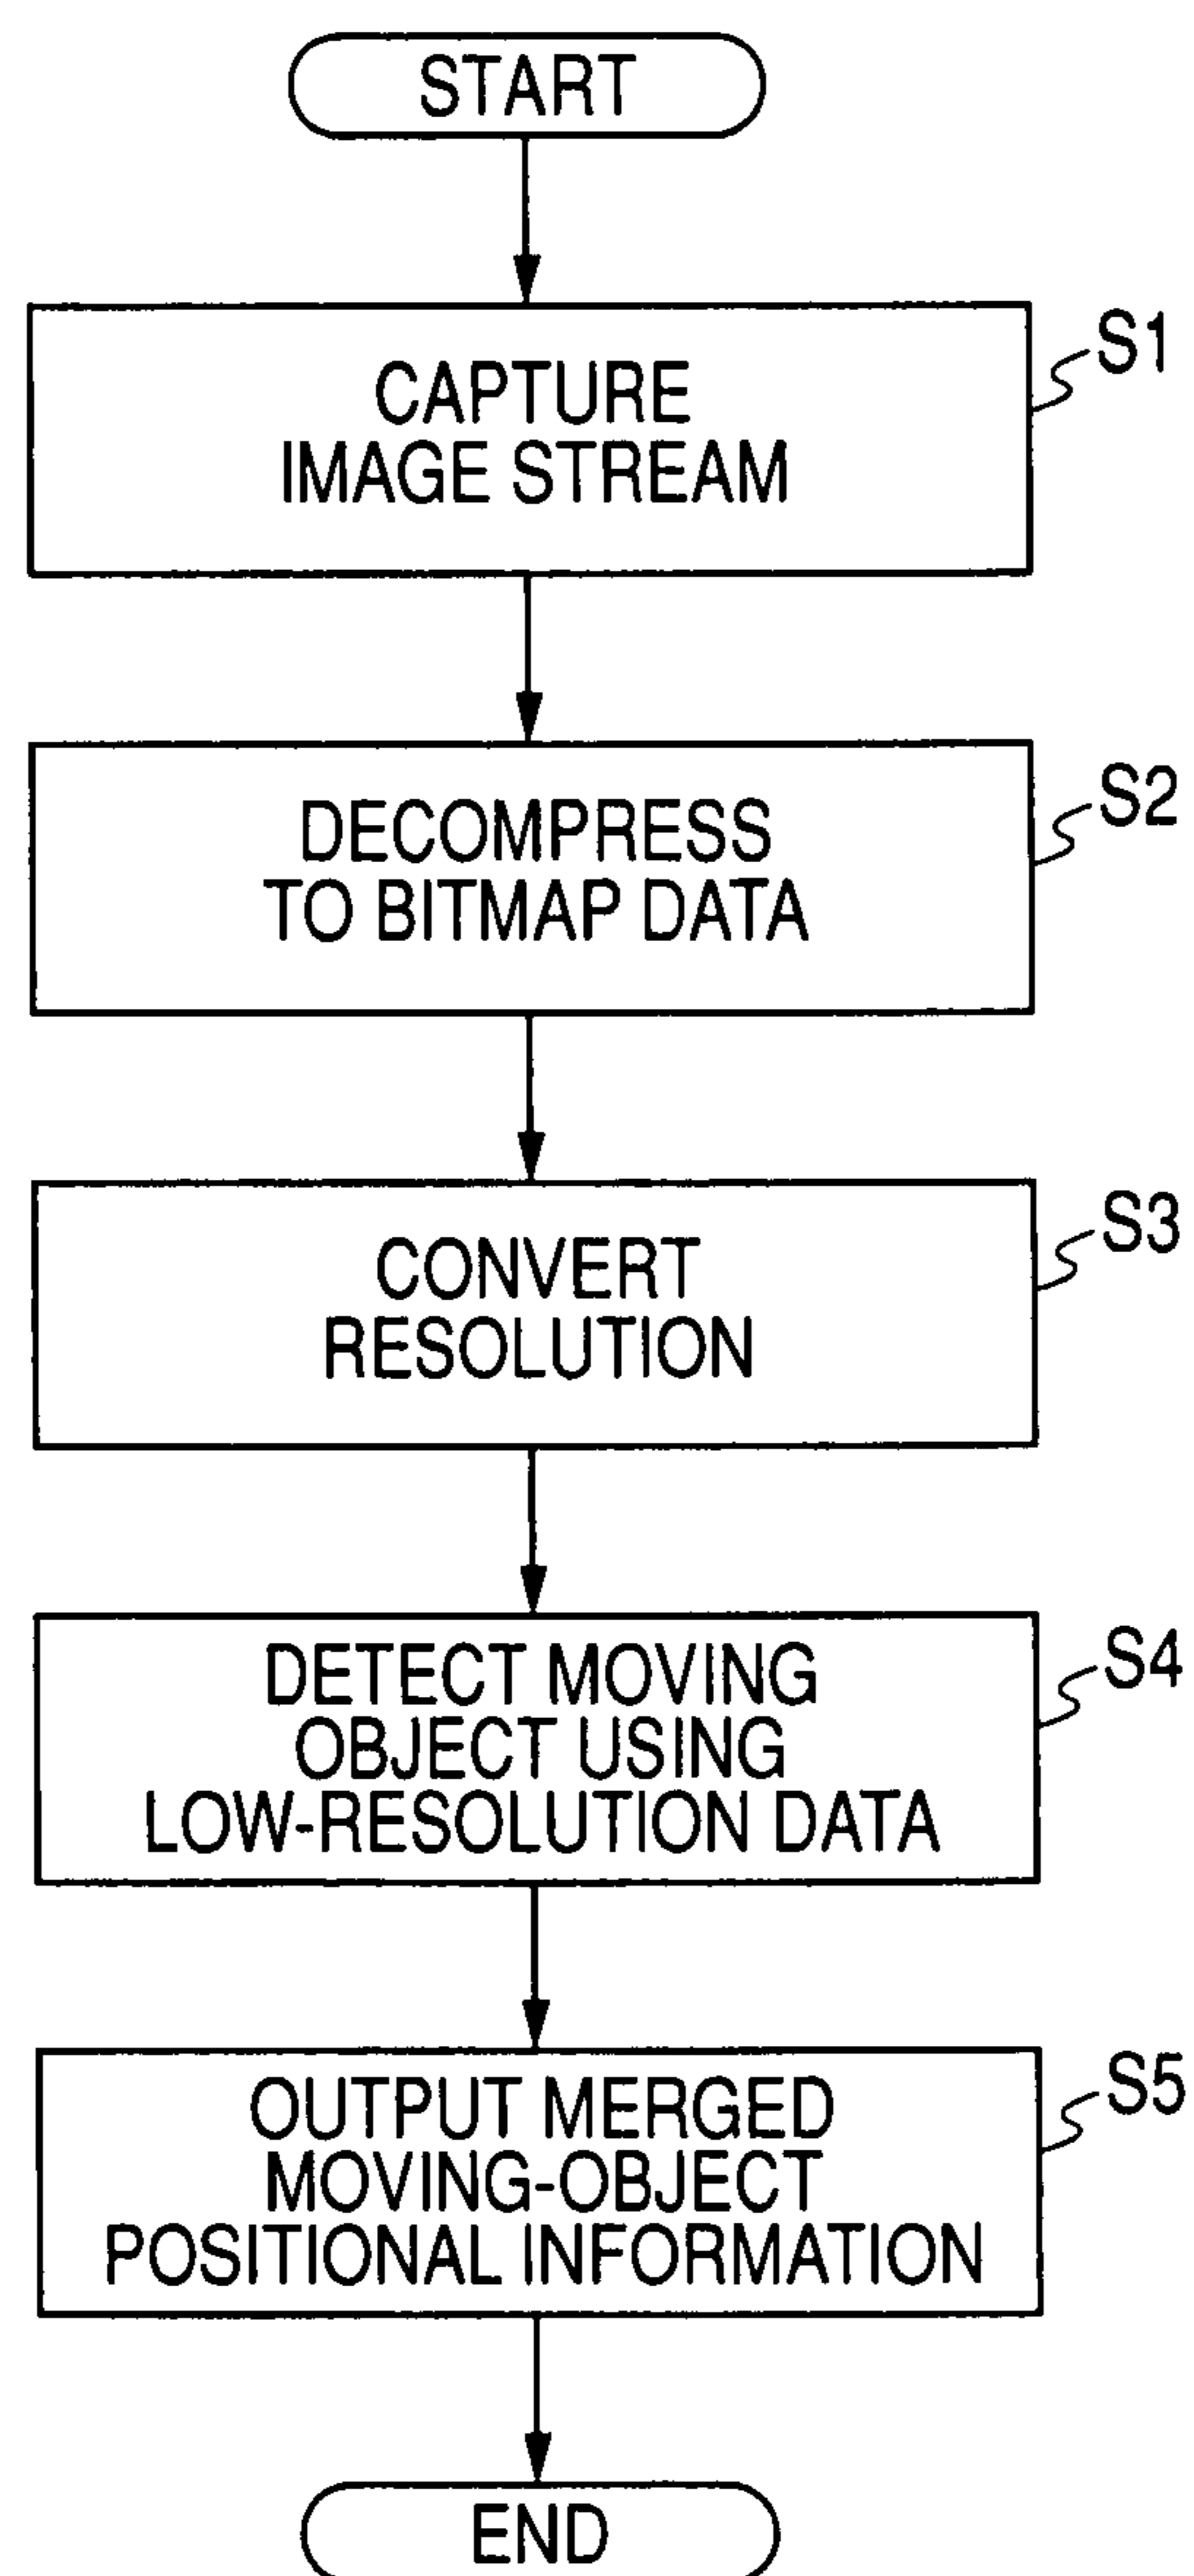 START
CAPTURE
IMAGE STREAM
S1
DECOMPRESS
TO BITMAP DATA
S2
CONVERT
RESOLUTION
S3
DETECT MOVING
OBJECT USING
LOW-RESOLUTION DATA
S4
OUTPUT MERGED
MOVING-OBJECT
POSITIONAL INFORMATION
S5
END